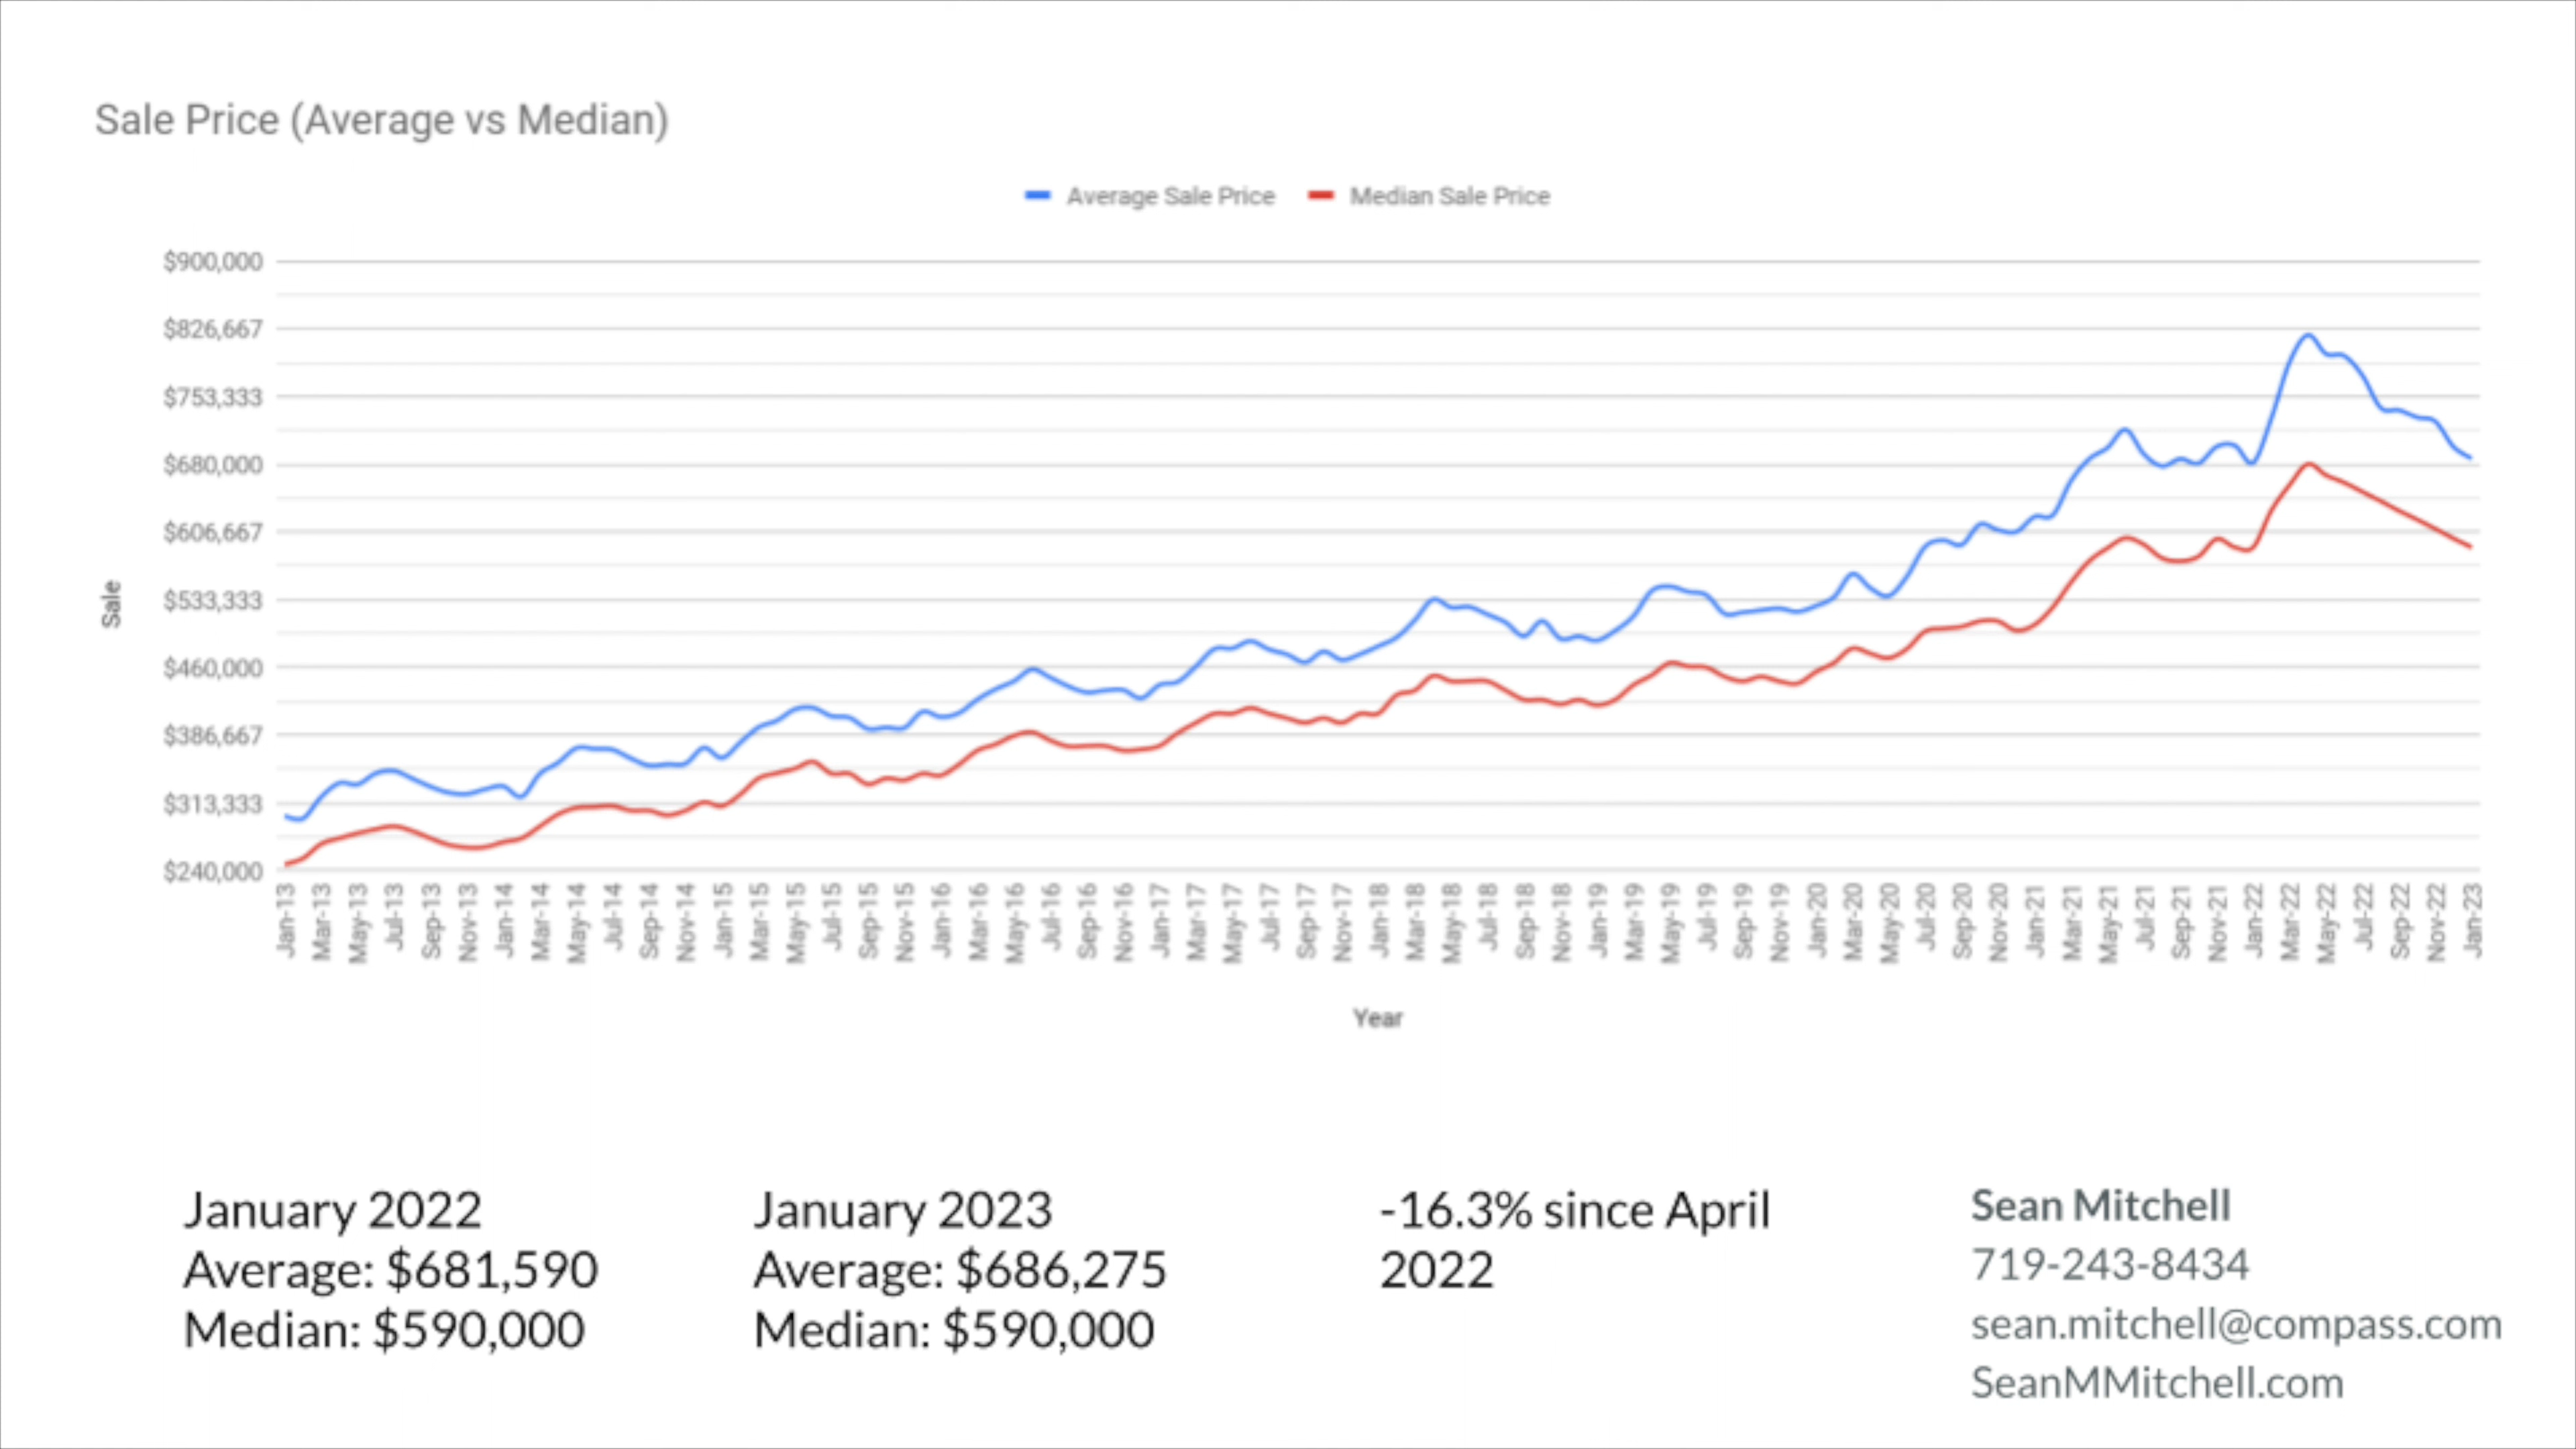 Sale Price (Average vs Median)
Average Sale Price
Median Sale Price
$900,000
$826,667
$753,333
$680,000
$606,667
$533,333
$460,000
$386,667
$313,333
$240,000
Sale
Jan-13
Mar-13
May-13
Jul-13
Sep-13
Nov-13
Jan-14
Mar-14
May-14
Jul-14
Sep-14
Nov-14
Jan-15
Mar-15
May-15
Jul-15
Sep-15
Nov-15
Jan-16
Mar-16
May-16
Jul-16
Sep-16
Nov-16
Jan-17
Mar-17
May-17
Jul-17
Sep-17
Nov-17
Jan-18
Mar-18
May-18
Jul-18
Sep-18
Nov-18
Jan-19
Mar-19
May-19
Jul-19
Sep-19
Nov-19
Jan-20
Mar-20
May-20
Jul-20
Sep-20
Nov-20
Jan-21
Mar-21
May-21
Jul-21
Sep-21
Nov-21
Jan-22
Mar-22
May-22
Jul-22
Sep-22
Nov-22
Jan-23
Year
January 2022
Average: $681,590
Median: $590,000
January 2023
Average: $686,275
Median: $590,000
-16.3% since April
2022
Sean Mitchell
719-243-8434
sean.mitchell@compass.com
SeanMMitchell.com